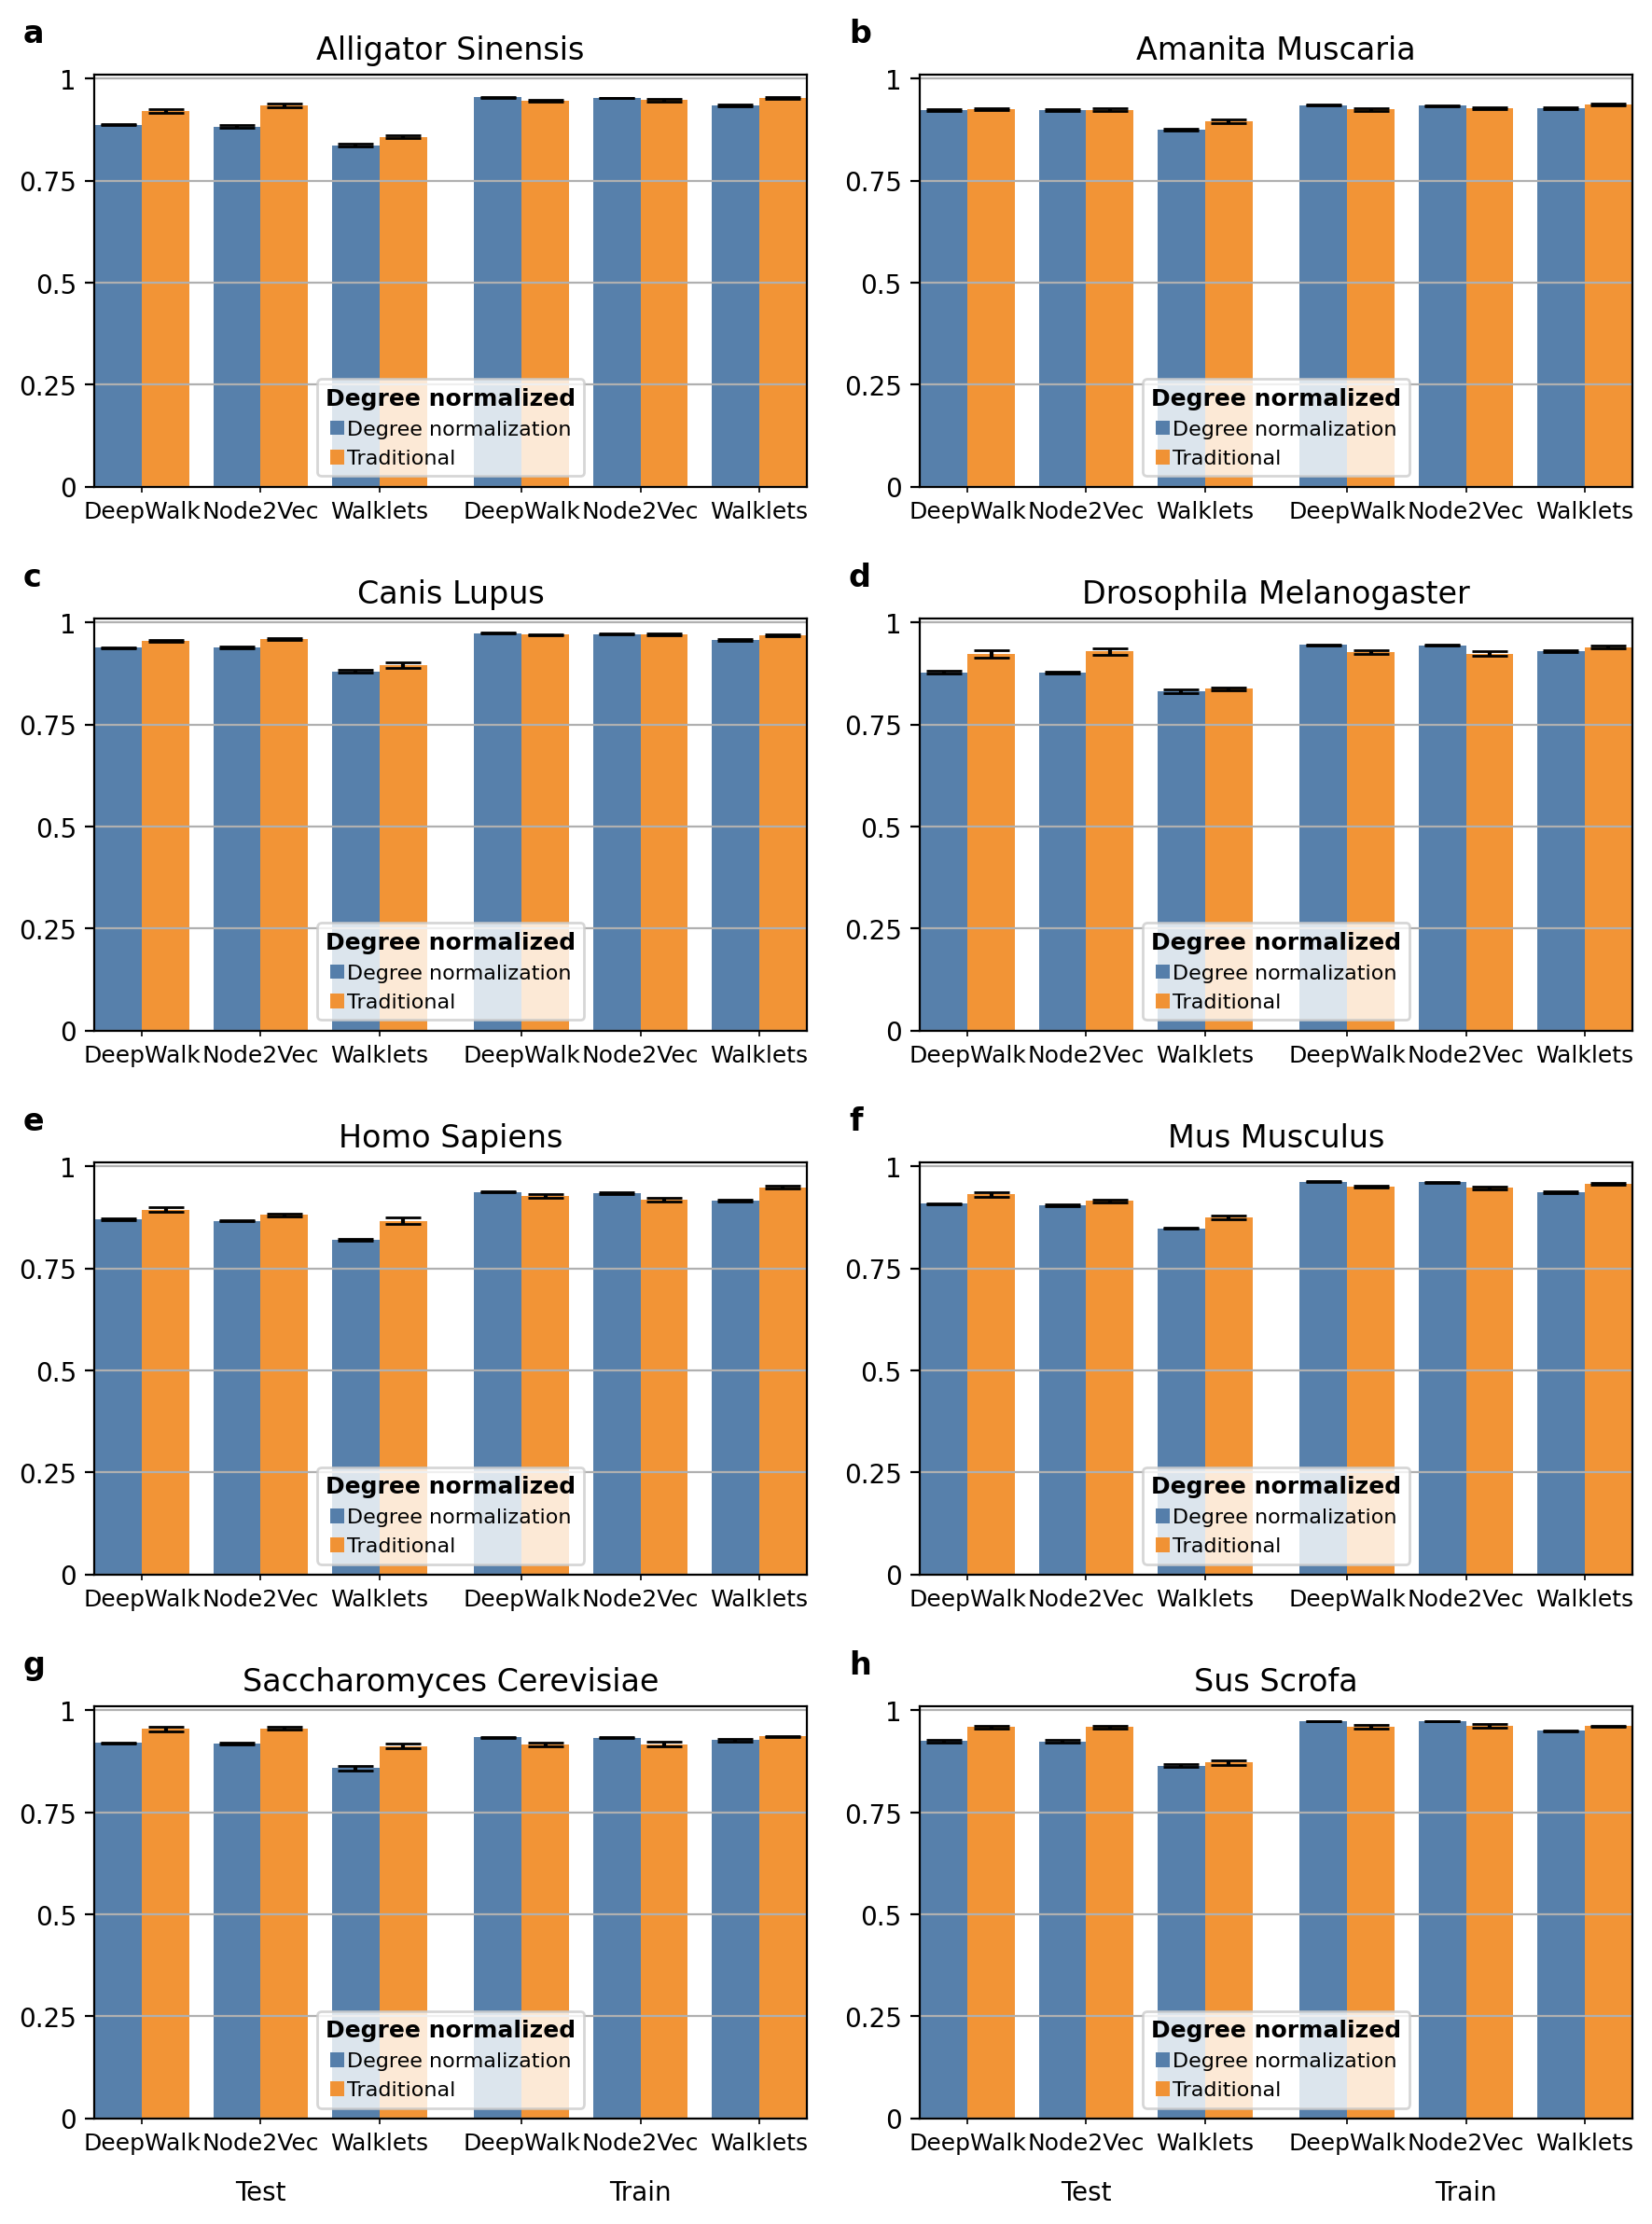 a
Alligator Sinensis
1
0.75
0.5
0.25
0
Degree normalized
Degree normalization
Traditional
DeepWalk Node2Vec Walklets DeepWalk Node2Vec Walklets
b
Amanita Muscaria
1
0.75
0.5
0.25
0
Degree normalized
Degree normalization
Traditional
DeepWalk Node2Vec Walklets DeepWalk Node2Vec Walklets
c
Canis Lupus
1
0.75
0.5
0.25
0
Degree normalized
Degree normalization
Traditional
DeepWalk Node2Vec Walklets DeepWalk Node2Vec Walklets
d
Drosophila Melanogaster
1
0.75
0.5
0.25
0
Degree normalized
Degree normalization
Traditional
DeepWalk Node2Vec Walklets DeepWalk Node2Vec Walklets
e
Homo Sapiens
1
0.75
0.5
0.25
0
Degree normalized
Degree normalization
Traditional
DeepWalk Node2Vec Walklets DeepWalk Node2Vec Walklets
f
Mus Musculus
1
0.75
0.5
0.25
0
Degree normalized
Degree normalization
Traditional
DeepWalk Node2Vec Walklets DeepWalk Node2Vec Walklets
g
Saccharomyces Cerevisiae
1
0.75
0.5
0.25
0
Degree normalized
Degree normalization
Traditional
DeepWalk Node2Vec Walklets DeepWalk Node2Vec Walklets
Test Train
h
Sus Scrofa
1
0.75
0.5
0.25
0
Degree normalized
Degree normalization
Traditional
DeepWalk Node2Vec Walklets DeepWalk Node2Vec Walklets
Test Train